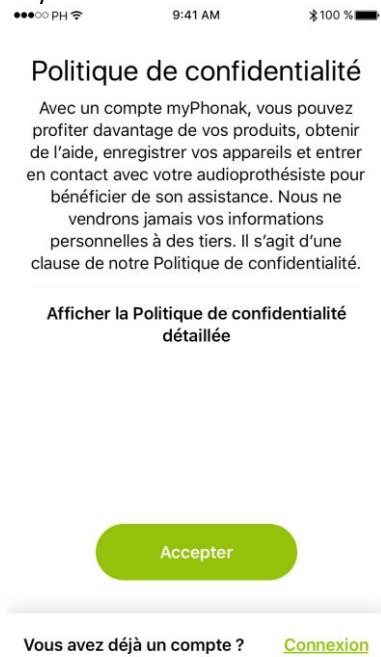 PH 9:41 AM 100 %
Politique de confidentialité
Avec un compte myPhonak, vous pouvez
profiter davantage de vos produits, obtenir
de l’aide, enregistrer vos appareils et entrer
en contact avec votre audioprothésiste pour
bénéficier de son assistance. Nous ne
vendrons jamais vos informations
personnelles à des tiers. Il s’agit d’une
clause de notre Politique de confidentialité.
Afficher la Politique de confidentialité
détaillée
Accepter
Vous avez déjà un compte ? Connexion